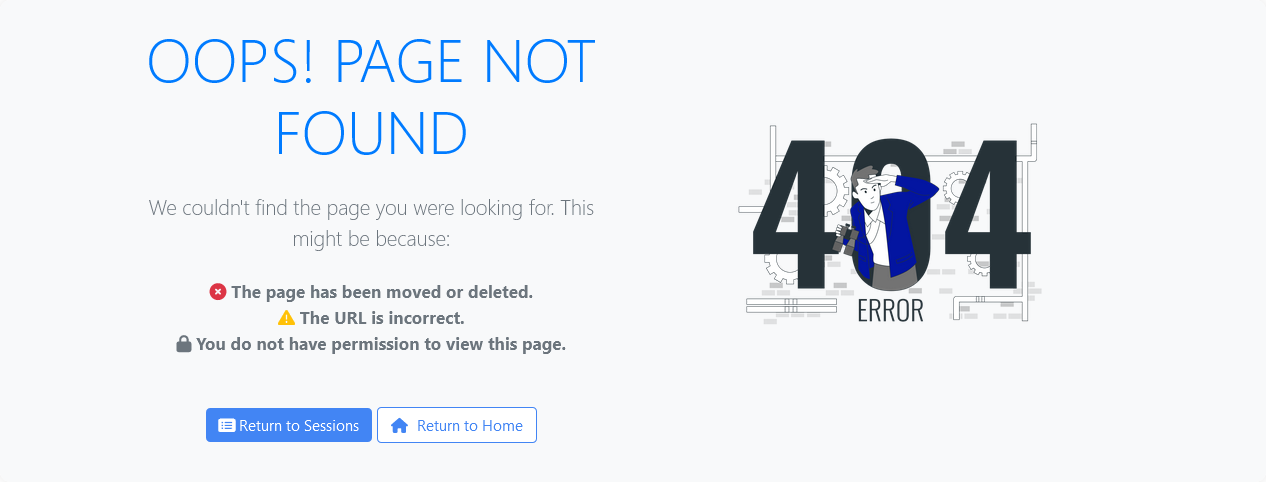 OOPS! PAGE NOT
FOUND
We couldn't find the page you were looking for. This
might be because:
The page has been moved or deleted.
The URL is incorrect.
You do not have permission to view this page.
Return to Sessions
Return to Home
404
ERROR